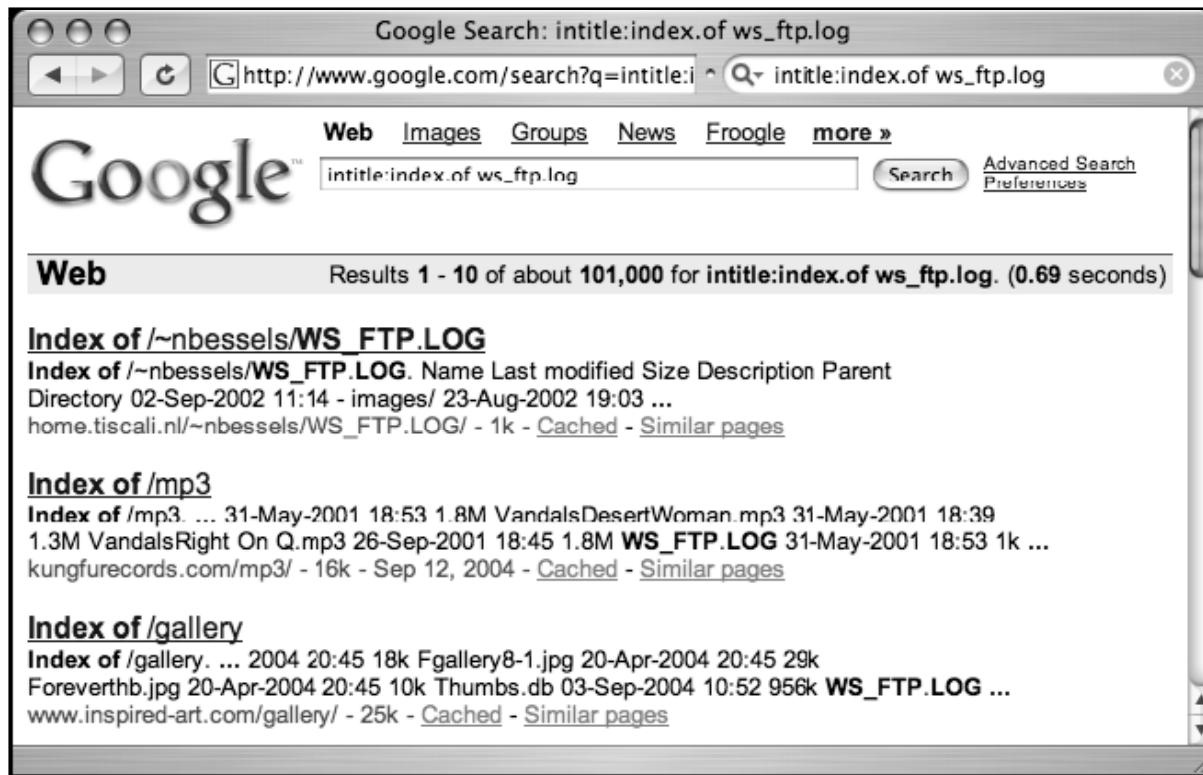 Google Search: intitle:index.of ws_ftp.log
G http://www.google.com/search?q=intitle:i
intitle:index.of ws_ftp.log
Web Images Groups News Froogle more »
Google™
intitle:index.of ws_ftp.log Search Advanced Search
Preferences
Web Results 1 - 10 of about 101,000 for intitle:index.of ws_ftp.log. (0.69 seconds)
Index of /~nbessels/WS_FTP.LOG
Index of /~nbessels/WS_FTP.LOG. Name Last modified Size Description Parent
Directory 02-Sep-2002 11:14 - images/ 23-Aug-2002 19:03 ...
home.tiscali.nl/~nbessels/WS_FTP.LOG/ - 1k - Cached - Similar pages
Index of /mp3
Index of /mp3. ... 31-May-2001 18:53 1.8M VandalsDesertWoman.mp3 31-May-2001 18:39
1.3M VandalsRight On Q.mp3 26-Sep-2001 18:45 1.8M WS_FTP.LOG 31-May-2001 18:53 1k ...
kungfurecords.com/mp3/ - 16k - Sep 12, 2004 - Cached - Similar pages
Index of /gallery
Index of /gallery. ... 2004 20:45 18k Fgallery8-1.jpg 20-Apr-2004 20:45 29k
Foreverthb.jpg 20-Apr-2004 20:45 10k Thumbs.db 03-Sep-2004 10:52 956k WS_FTP.LOG ...
www.inspired-art.com/gallery/ - 25k - Cached - Similar pages